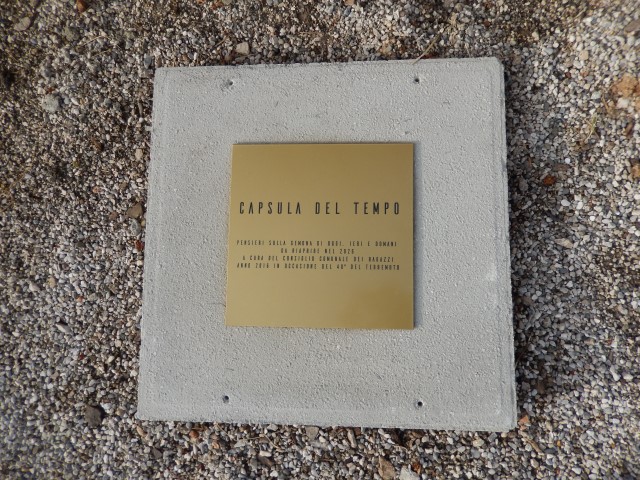 CAPSULA DEL TEMPO
PENSIERI SULLA GEMONA DI OGGI, IERI E DOMANI
DA RIAPRIRE NEL 2026
A CURA DEL CONSIGLIO COMUNALE DEI RAGAZZI
ANNO 2016 IN OCCASIONE DEL 40° DEL TERREMOTO